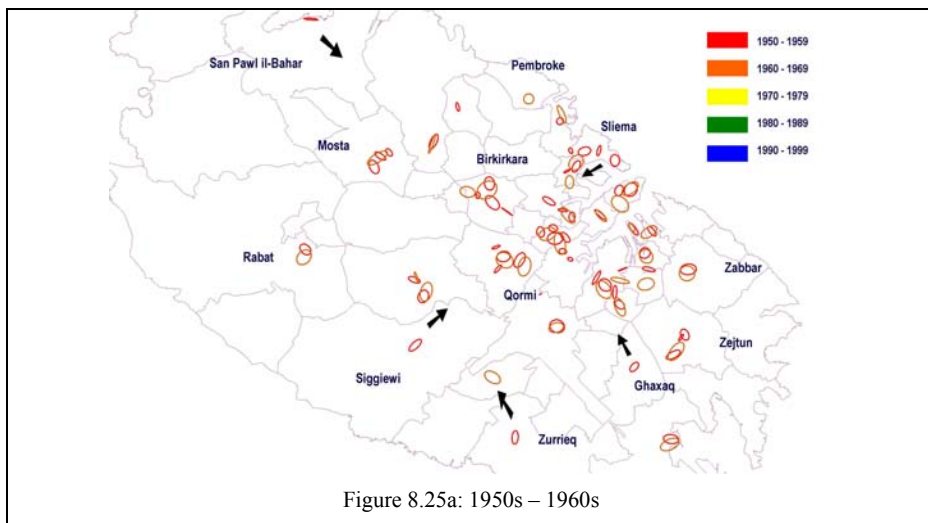 San Pawl il-Bahar
Pembroke
Sliema
Mosta
Birkirkara
Rabat
Zabbar
Qormi
Zejtun
Siggiewi
Ghaxaq
Zurrieq
1950 - 1959
1960 - 1969
1970 - 1979
1980 - 1989
1990 - 1999
Figure 8.25a: 1950s – 1960s